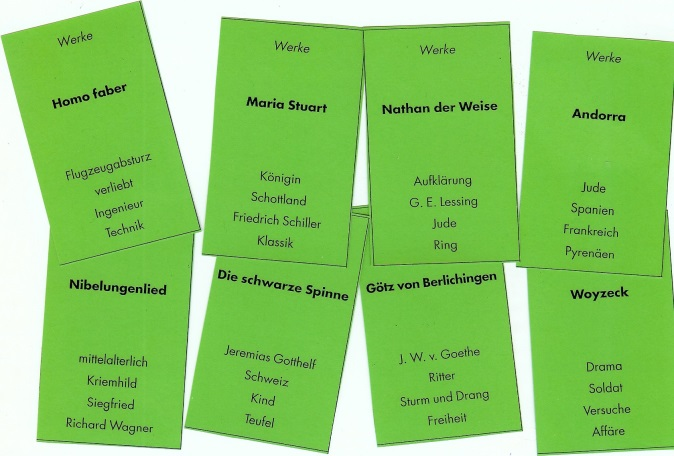 Werke
Homo faber
Flugzeugabsturz
verliebt
Ingenieur
Technik
Werke
Maria Stuart
Königin
Schottland
Friedrich Schiller
Klassik
Werke
Nathan der Weise
Aufklärung
G. E. Lessing
Jude
Ring
Werke
Andorra
Jude
Spanien
Frankreich
Pyrenäen
Nibelungenlied
mittelalterlich
Kriemhild
Siegfried
Richard Wagner
Die schwarze Spinne
Jeremias Gotthelf
Schweiz
Kind
Teufel
Götz von Berlichingen
J. W. v. Goethe
Ritter
Sturm und Drang
Freiheit
Woyzeck
Drama
Soldat
Versuche
Affäre